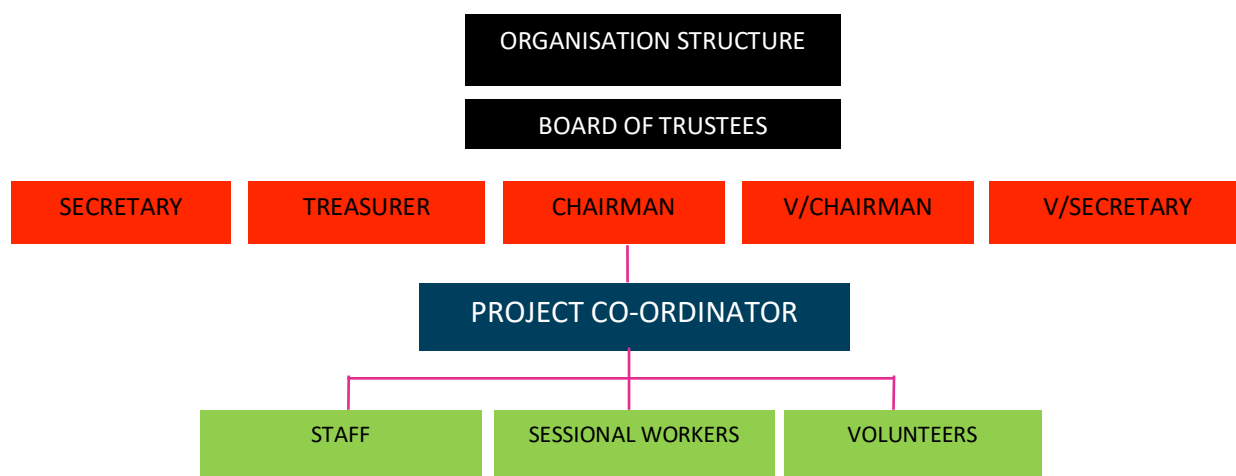 ORGANISATION STRUCTURE
BOARD OF TRUSTEES
SECRETARY
TREASURER
CHAIRMAN
V/CHAIRMAN
V/SECRETARY
PROJECT CO-ORDINATOR
STAFF
SESSIONAL WORKERS
VOLUNTEERS